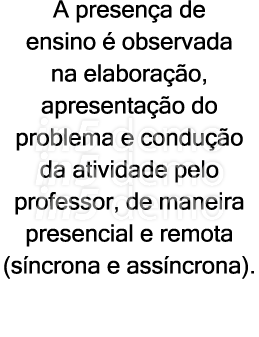 A presença de
ensino é observada
na elaboração,
apresentação do
problema e condução
da atividade pelo
professor, de maneira
presencial e remota
(síncrona e assíncrona).